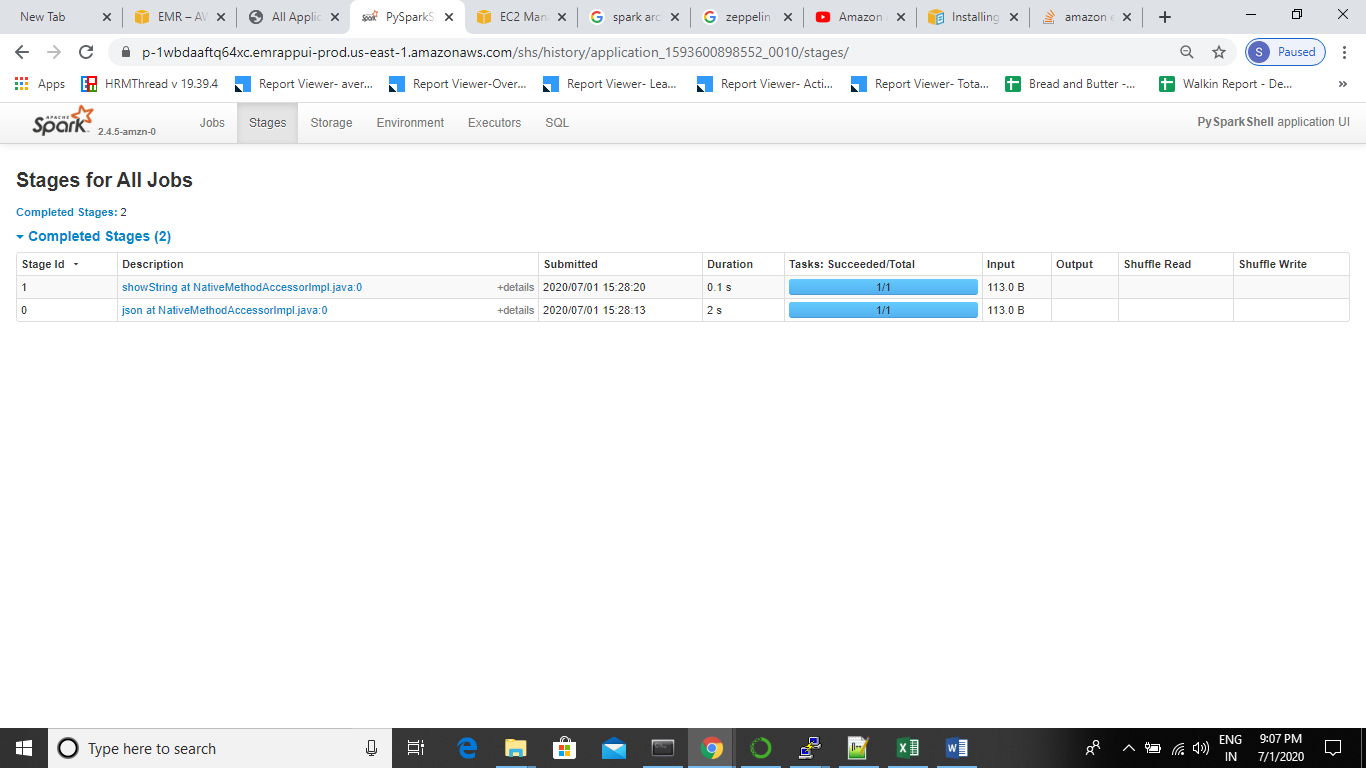 New Tab
EMR – AW
All Applic
PySparkS
EC2 Man
spark arc
zeppelin
Amazon
Installing
amazon e
p-1wbdaaftq64xc.emrappui-prod.us-east-1.amazonaws.com/shs/history/application_1593600898552_0010/stages/
S Paused
Apps HRMThread v 19.39.4 Report Viewer- aver... Report Viewer-Over... Report Viewer- Lea... Report Viewer- Acti... Report Viewer- Tota... Bread and Butter -... Walkin Report - De... »
APACHE Spark 2.4.5-amzn-0 Jobs Stages Storage Environment Executors SQL PySparkShell application UI
Stages for All Jobs
Completed Stages: 2
Completed Stages (2)
Stage Id Description Submitted Duration Tasks: Succeeded/Total Input Output Shuffle Read Shuffle Write
1 showString at NativeMethodAccessorImpl.java:0 +details 2020/07/01 15:28:20 0.1 s 1/1 113.0 B
0 json at NativeMethodAccessorImpl.java:0 +details 2020/07/01 15:28:13 2 s 1/1 113.0 B
Type here to search
ENG
IN
9:07 PM
7/1/2020